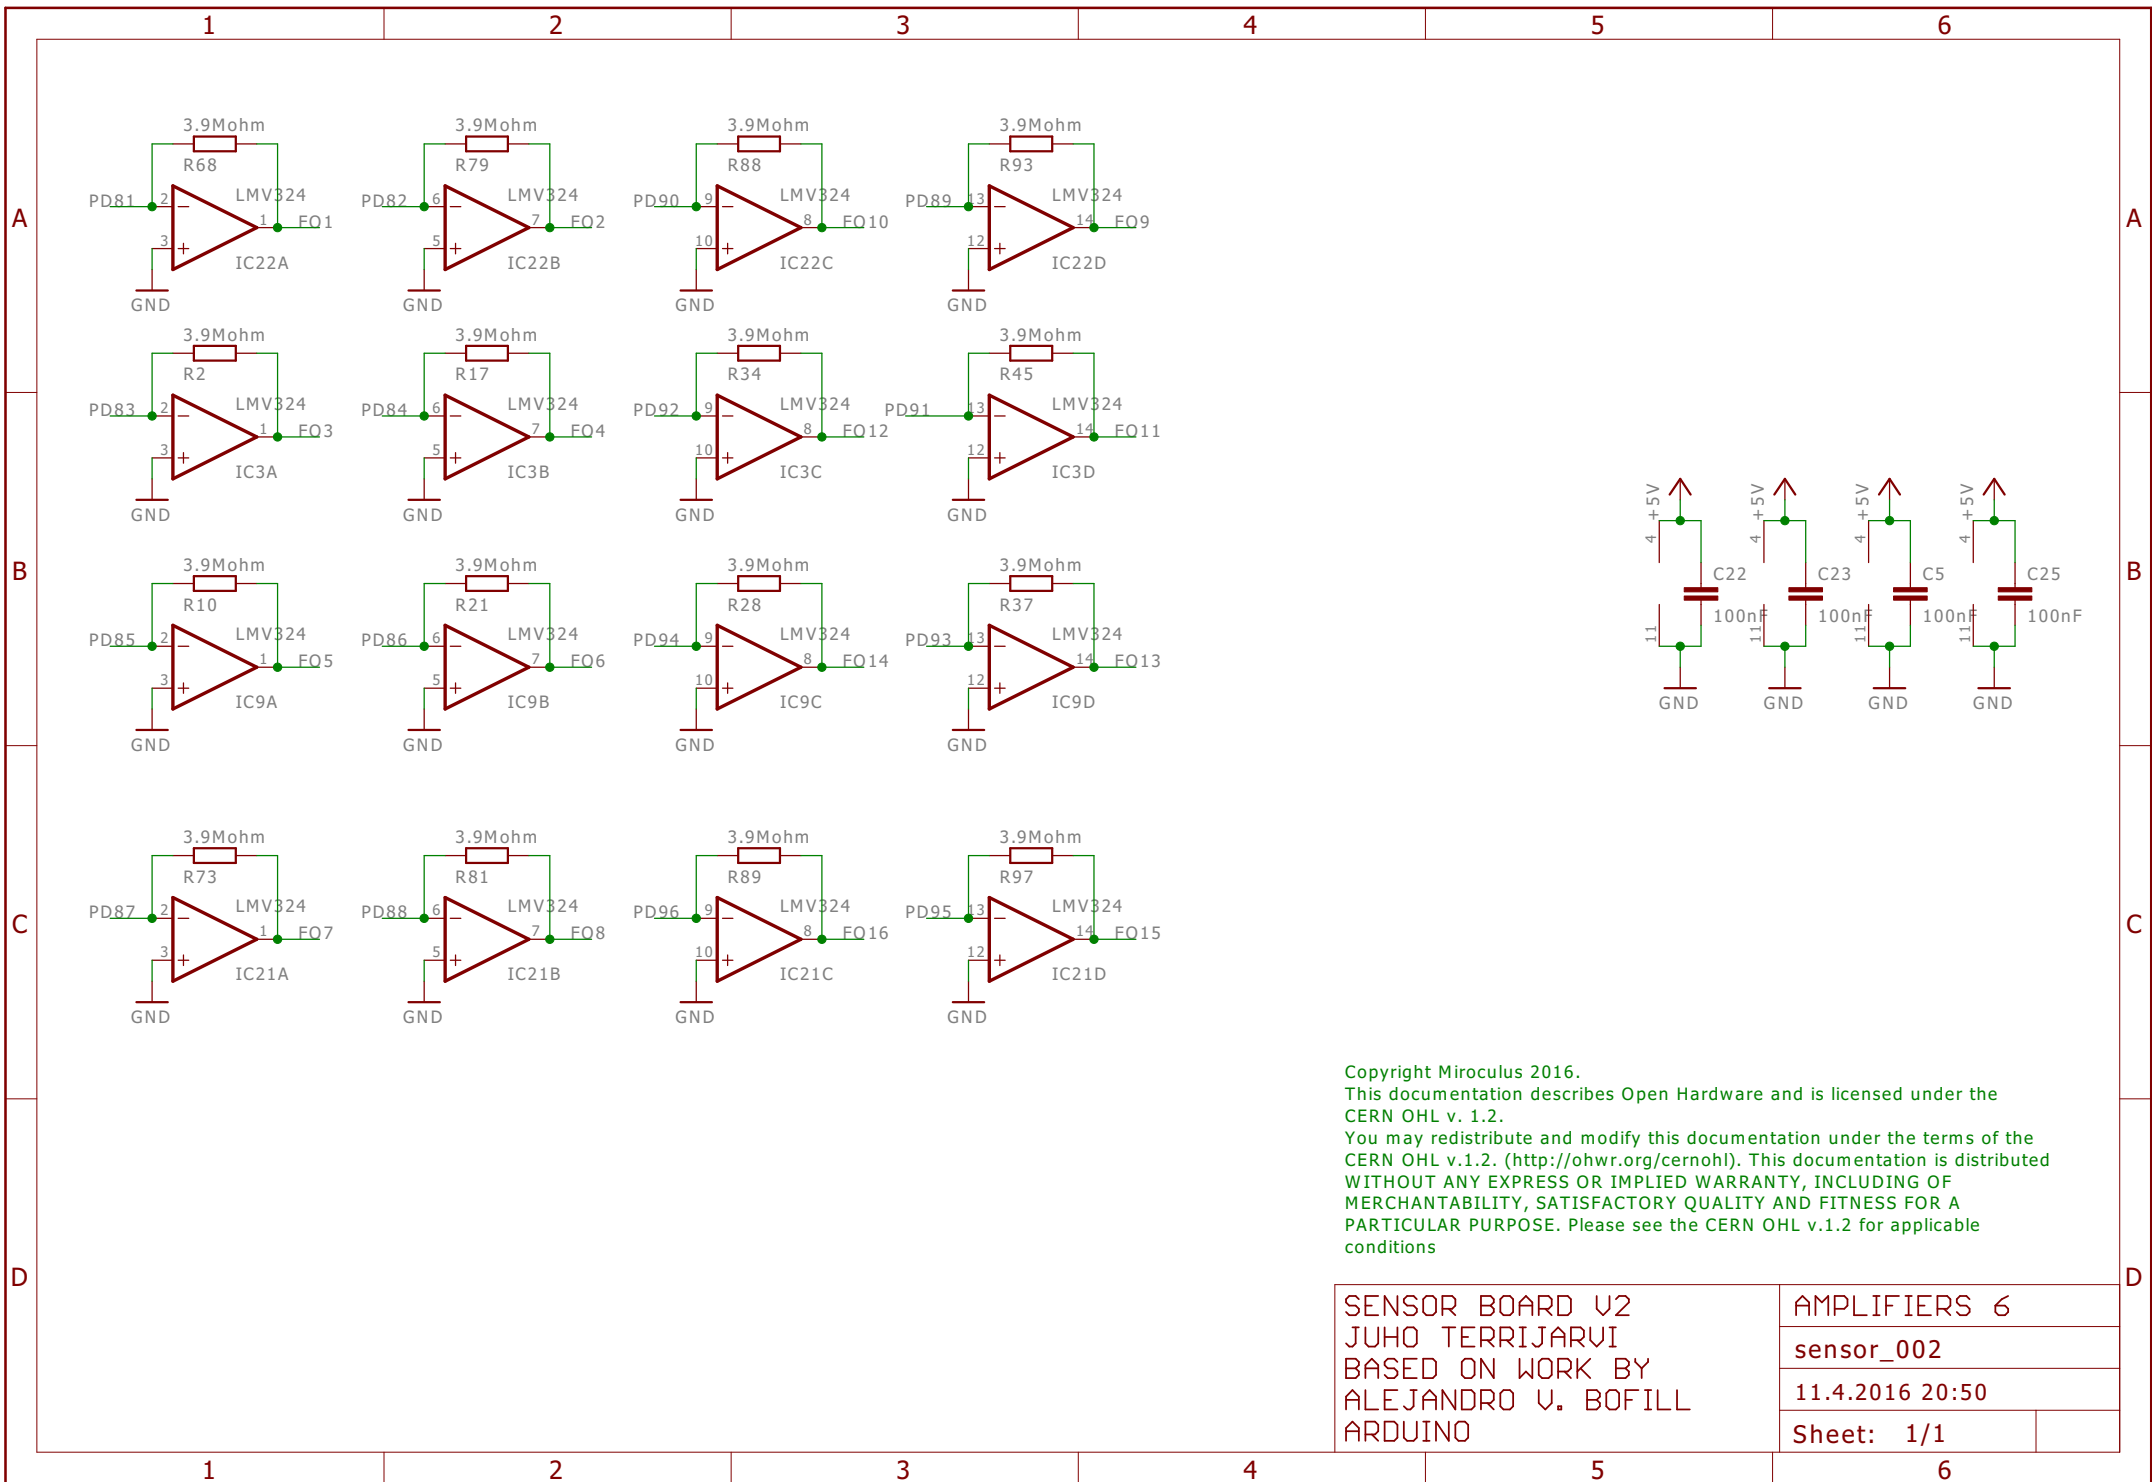 1 2 3 4 5 6
3.9Mohm 3.9Mohm 3.9Mohm 3.9Mohm
R68 R79 R88 R93
LMV324 LMV324 LMV324 LMV324
PD81 2 PD82 6 PD90 9 PD89 13
A A
1 FO1 7 FO2 8 FO10 14 FO9
3 5 10 12
IC22A IC22B IC22C IC22D
GND GND GND GND
3.9Mohm 3.9Mohm 3.9Mohm 3.9Mohm
R2 R17 R34 R45
LMV324 LMV324 LMV324 LMV324
PD83 2 PD84 6 PD92 9 PD91 13
1 FO3 7 FO4 8 FO12 14 FO11
3 5 10 12
IC3A IC3B IC3C IC3D
GND GND GND GND
+5V +5V +5V +5V
4 4 4 4
B B
3.9Mohm 3.9Mohm 3.9Mohm 3.9Mohm
C22 C23 C5 C25
R10 R21 R28 R37
100nF 100nF 100nF 100nF
11 11 11 11
LMV324 LMV324 LMV324 LMV324
PD85 2 PD86 6 PD94 9 PD93 13
1 FO5 7 FO6 8 FO14 14 FO13
3 5 10 12
IC9A IC9B IC9C IC9D
GND GND GND GND
GND GND GND GND
3.9Mohm 3.9Mohm 3.9Mohm 3.9Mohm
R73 R81 R89 R97
LMV324 LMV324 LMV324 LMV324
PD87 2 PD88 6 PD96 9 PD95 13
C C
1 FO7 7 FO8 8 FO16 14 FO15
3 5 10 12
IC21A IC21B IC21C IC21D
GND GND GND GND
Copyright Miroculus 2016.
This documentation describes Open Hardware and is licensed under the
CERN OHL v. 1.2.
You may redistribute and modify this documentation under the terms of the
CERN OHL v.1.2. (http://ohwr.org/cernohl). This documentation is distributed
WITHOUT ANY EXPRESS OR IMPLIED WARRANTY, INCLUDING OF
MERCHANTABILITY, SATISFACTORY QUALITY AND FITNESS FOR A
PARTICULAR PURPOSE. Please see the CERN OHL v.1.2 for applicable
conditions
D D
SENSOR BOARD V2
JUHO TERRIJARVI
BASED ON WORK BY
ALEJANDRO V. BOFILL
ARDUINO
AMPLIFIERS 6
sensor_002
11.4.2016 20:50
Sheet: 1/1
1 2 3 4 5 6